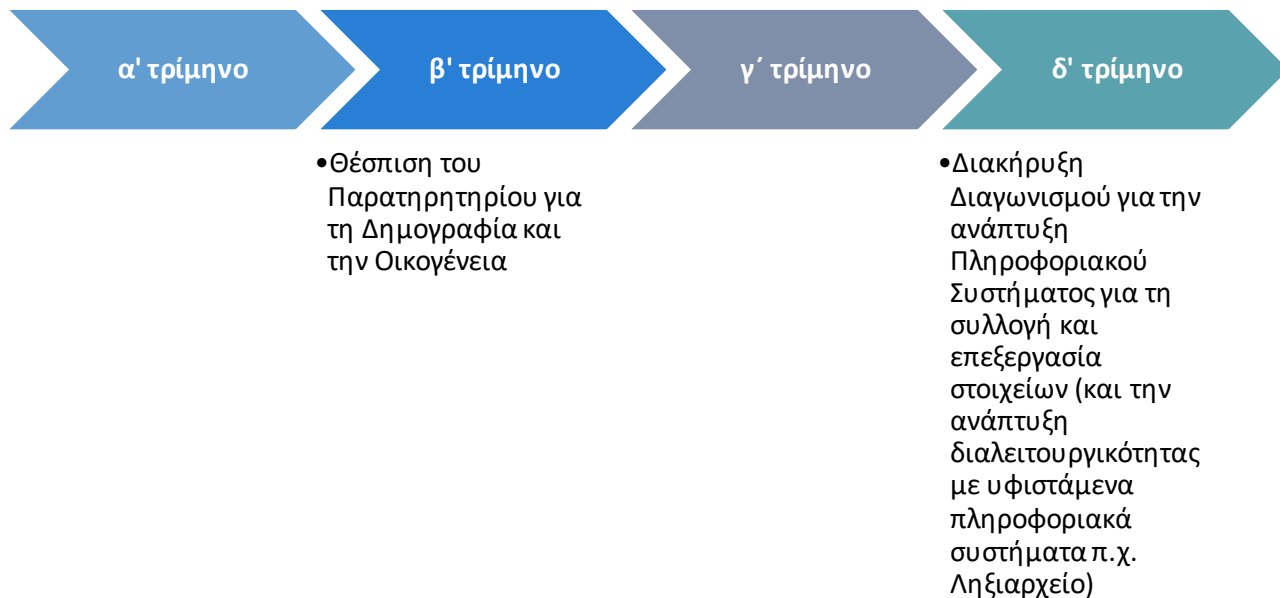 α' τρίμηνο
β' τρίμηνο
γ΄ τρίμηνο
δ' τρίμηνο
•Θέσπιση του
Παρατηρητηρίου για
τη Δημογραφία και
την Οικογένεια
•Διακήρυξη
Διαγωνισμού για την
ανάπτυξη
Πληροφοριακού
Συστήματος για τη
συλλογή και
επεξεργασία
στοιχείων (και την
ανάπτυξη
διαλειτουργικότητας
με υφιστάμενα
πληροφοριακά
συστήματα π.χ.
Ληξιαρχείο)